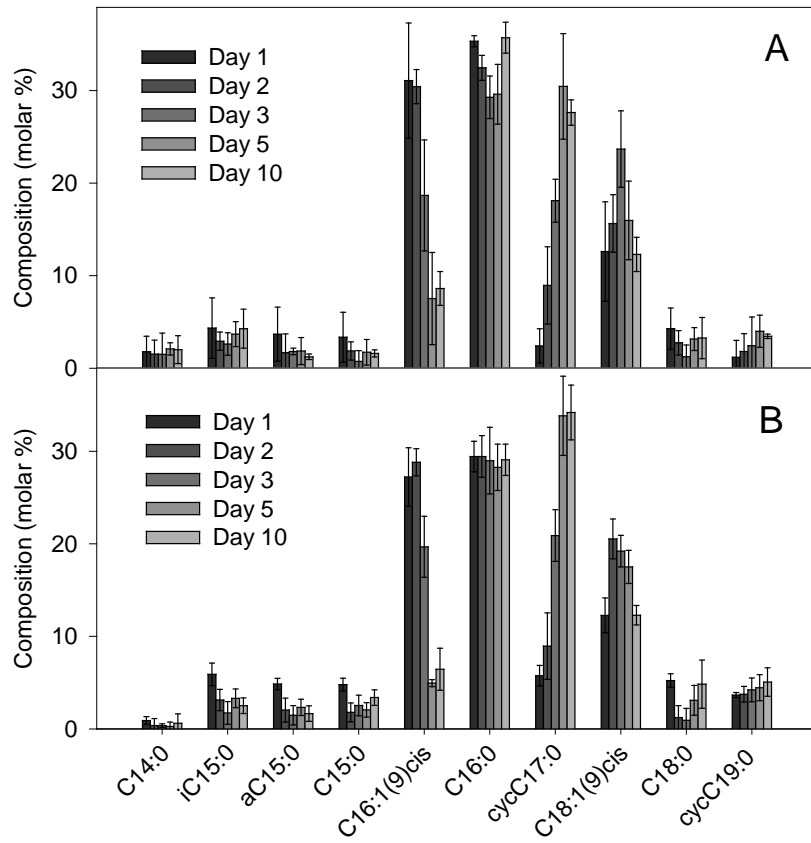 A
Day 1
Day 2
Day 3
Day 5
Day 10
Composition (molar %)
30
20
10
0
B
Day 1
Day 2
Day 3
Day 5
Day 10
Composition (molar %)
30
20
10
0
C14:0
iC15:0
aC15:0
C15:0
C16:1(9)cis
C16:0
cycC17:0
C18:1(9)cis
C18:0
cycC19:0